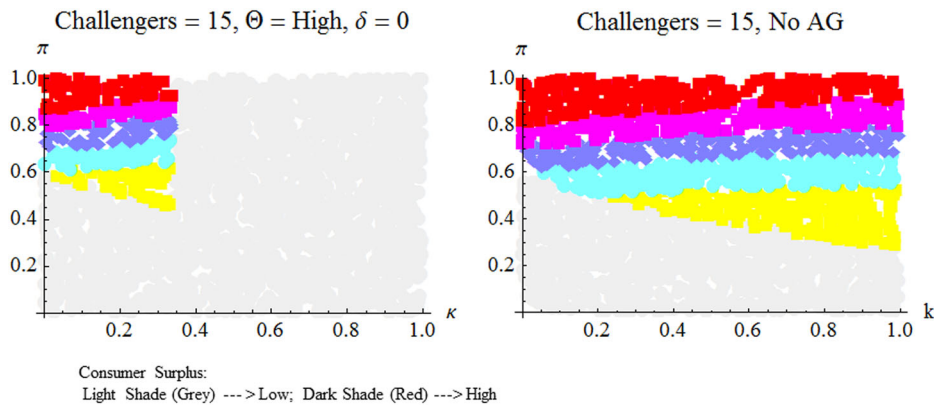 Challengers = 15, Θ = High, δ = 0
π
1.0
0.8
0.6
0.4
0.2
0.2 0.4 0.6 0.8 1.0 κ
Challengers = 15, No AG
π
1.0
0.8
0.6
0.4
0.2
0.2 0.4 0.6 0.8 1.0 k
Consumer Surplus:
Light Shade (Grey) ---> Low; Dark Shade (Red) ---> High